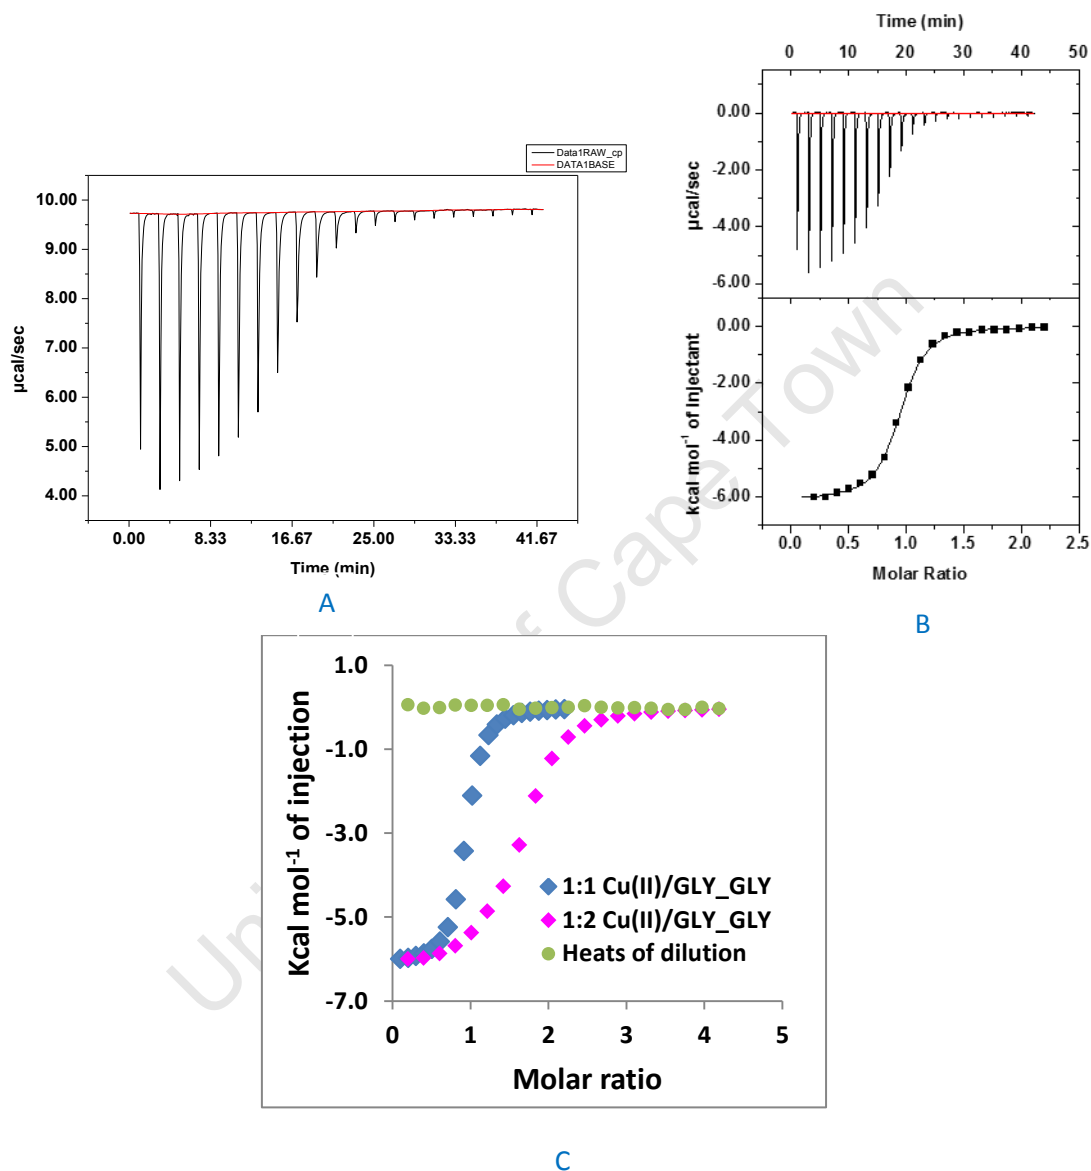 Data1RAW_cp
DATA1BASE
10.00
9.00
8.00
7.00
6.00
5.00
4.00
µcal/sec
0.00 8.33 16.67 25.00 33.33 41.67
Time (min)
A
Time (min)
0 10 20 30 40 50
0.00
-2.00
-4.00
-6.00
µcal/sec
0.00
-2.00
-4.00
-6.00
kcal mol⁻¹ of injectant
0.0 0.5 1.0 1.5 2.0 2.5
Molar Ratio
B
1.0
-1.0
-3.0
-5.0
-7.0
Kcal mol⁻¹ of injection
1:1 Cu(II)/GLY_GLY
1:2 Cu(II)/GLY_GLY
Heats of dilution
0 1 2 3 4 5
Molar ratio
C
Cape Town